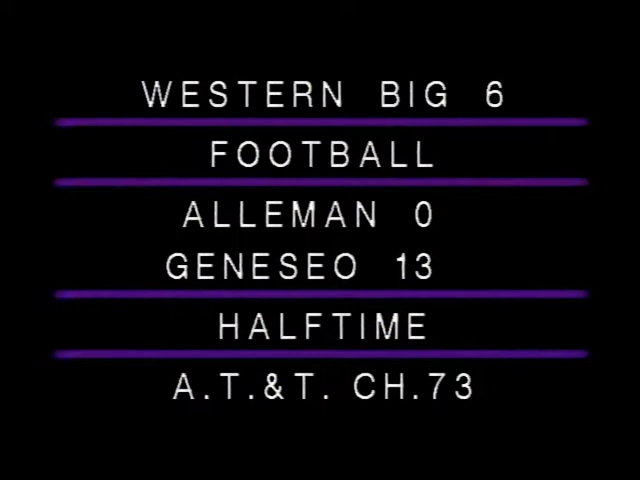 WESTERN BIG 6
FOOTBALL
ALLEMAN 0
GENESEO 13
HALFTIME
A.T.&T. CH.73